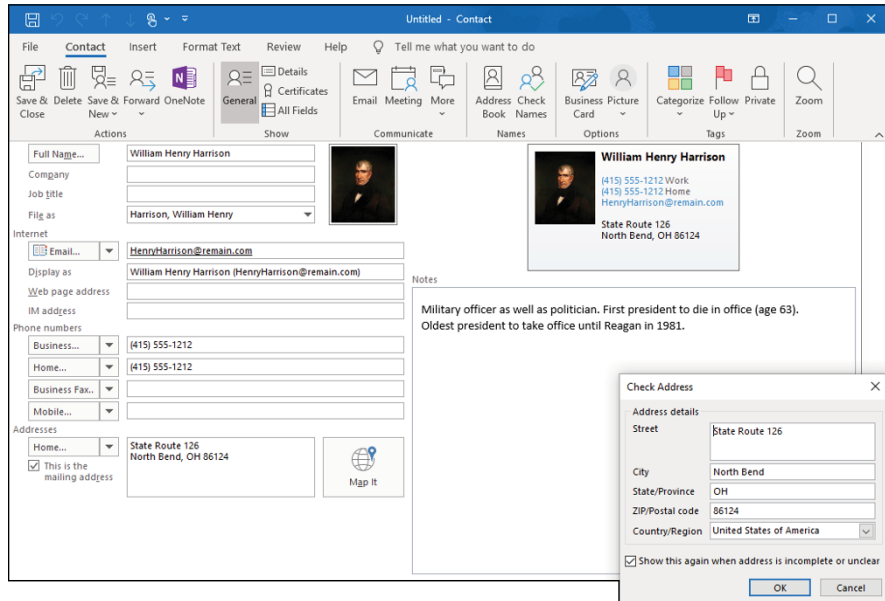 Untitled - Contact
File Contact Insert Format Text Review Help Tell me what you want to do
Save & Close
Delete
Save & New
Forward
OneNote
Actions
General
Details
Certificates
All Fields
Show
Email
Meeting
More
Communicate
Address Book
Check Names
Names
Business Card
Picture
Options
Categorize
Follow Up
Private
Tags
Zoom
Zoom
Full Name... William Henry Harrison
Company
Job title
File as Harrison, William Henry
Internet
Email... HenryHarrison@remain.com
Display as William Henry Harrison (HenryHarrison@remain.com)
Web page address
IM address
Phone numbers
Business... (415) 555-1212
Home... (415) 555-1212
Business Fax..
Mobile...
Addresses
Home... State Route 126
North Bend, OH 86124
This is the
mailing address
Map It
William Henry Harrison
(415) 555-1212 Work
(415) 555-1212 Home
HenryHarrison@remain.com
State Route 126
North Bend, OH 86124
Notes
Military officer as well as politician. First president to die in office (age 63).
Oldest president to take office until Reagan in 1981.
Check Address
Address details
Street State Route 126
City North Bend
State/Province OH
ZIP/Postal code 86124
Country/Region United States of America
Show this again when address is incomplete or unclear
OK Cancel